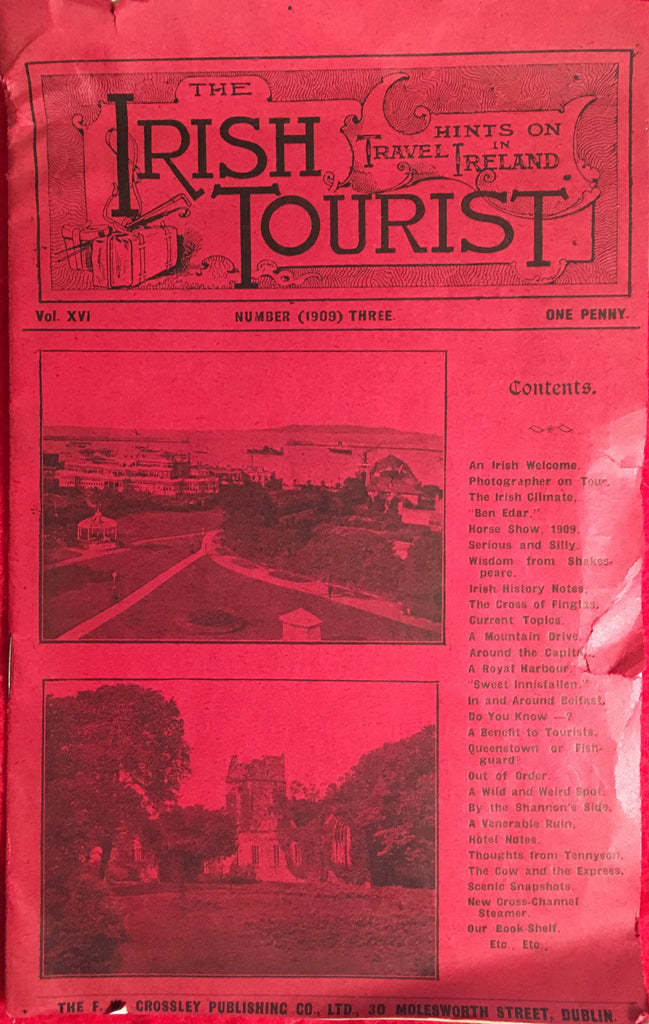 THE
IRISH
TOURIST
HINTS ON
TRAVEL IN IRELAND.
Vol. XVI
NUMBER (1909) THREE.
ONE PENNY.
Contents.
An Irish Welcome.
Photographer on Tour.
The Irish Climate.
"Ben Edar."
Horse Show, 1909.
Serious and Silly.
Wisdom from Shakes-
peare.
Irish History Notes.
The Cross of Finglas.
Current Topics.
A Mountain Drive.
Around the
A Royal Harbour.
"Sweet Innisfallen."
In and Around Belfast.
Do You Know —?
A Benefit to Tourists.
Queenstown or Fish-
guard?
Out of Order.
A Wild and Weird Spot.
By the Shannon's Side.
A Venerable Ruin.
Hotel Notes.
Thoughts from Tennyson.
The Cow and the Express.
Scenic Snapshots.
New Cross-Channel
Steamer.
Our Book-Shelf.
Etc., Etc.,
THE F. CROSSLEY PUBLISHING CO., LTD., 30 MOLESWORTH STREET, DUBLIN.